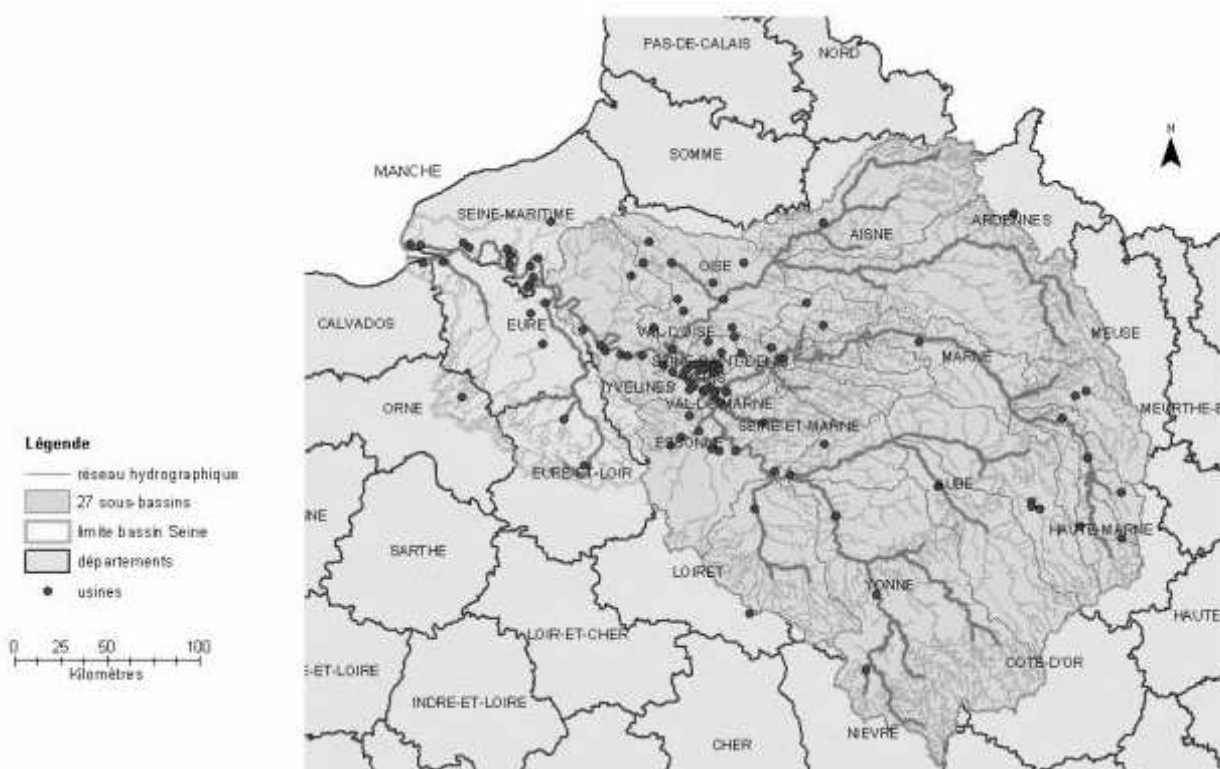 PAS-DE-CALAIS
NORD
N
SOMME
MANCHE
SEINE-MARITIME
ARDENNES
AISNE
OISE
CALVADOS
EURE
VAL-D'OISE
MEUSE
MARNE
YVELINES
VAL-DE-MARNE
ORNE
SEINE-ET-MARNE
ESSONNE
EURE-ET-LOIR
AUBE
HAUTE-MARNE
SARTHE
LOIRET
YONNE
LOIR-ET-CHER
HAUTE
COTE-D'OR
E-ET-LOIRE
INDRE-ET-LOIRE
NIEVRE
CHER
Légende
réseau hydrographique
27 sous-bassins
limite bassin Seine
départements
usines
0 25 50 100
Kilomètres